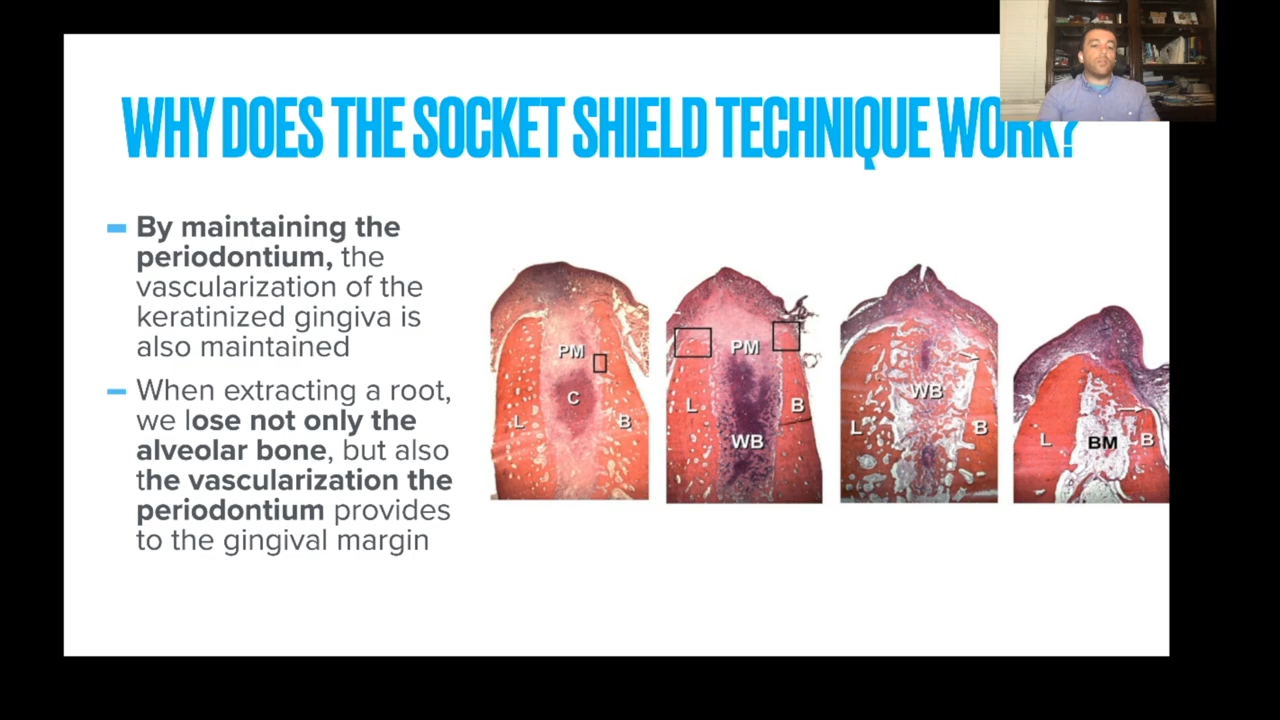 WHY DOES THE SOCKET SHIELD TECHNIQUE WORK?
By maintaining the
periodontium, the
vascularization of the
keratinized gingiva is
also maintained
When extracting a root,
we lose not only the
alveolar bone, but also
the vascularization the
periodontium provides
to the gingival margin
PM
C
L
B
PM
L
B
WB
WB
L
B
L
BM
B